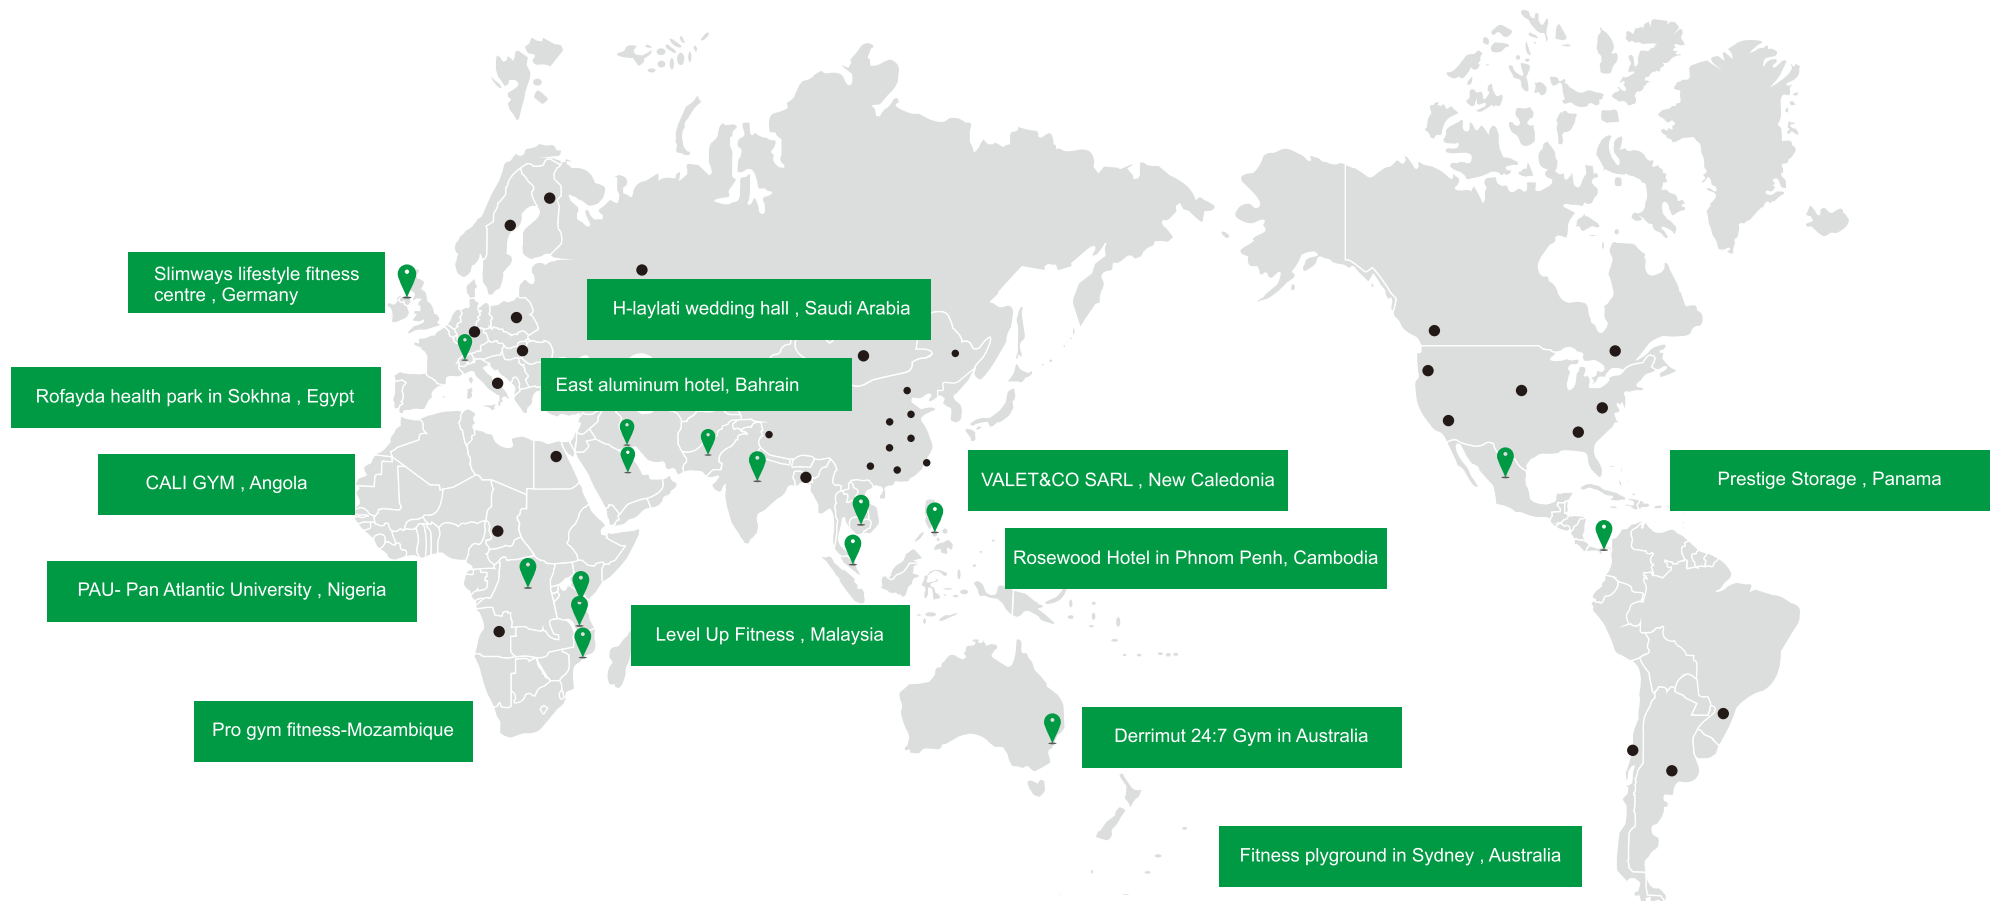 Slimways lifestyle fitness
centre , Germany
H-laylati wedding hall , Saudi Arabia
East aluminum hotel, Bahrain
Rofayda health park in Sokhna , Egypt
CALI GYM , Angola
VALET&CO SARL , New Caledonia
Prestige Storage , Panama
Rosewood Hotel in Phnom Penh, Cambodia
PAU- Pan Atlantic University , Nigeria
Level Up Fitness , Malaysia
Pro gym fitness-Mozambique
Derrimut 24:7 Gym in Australia
Fitness plyground in Sydney , Australia